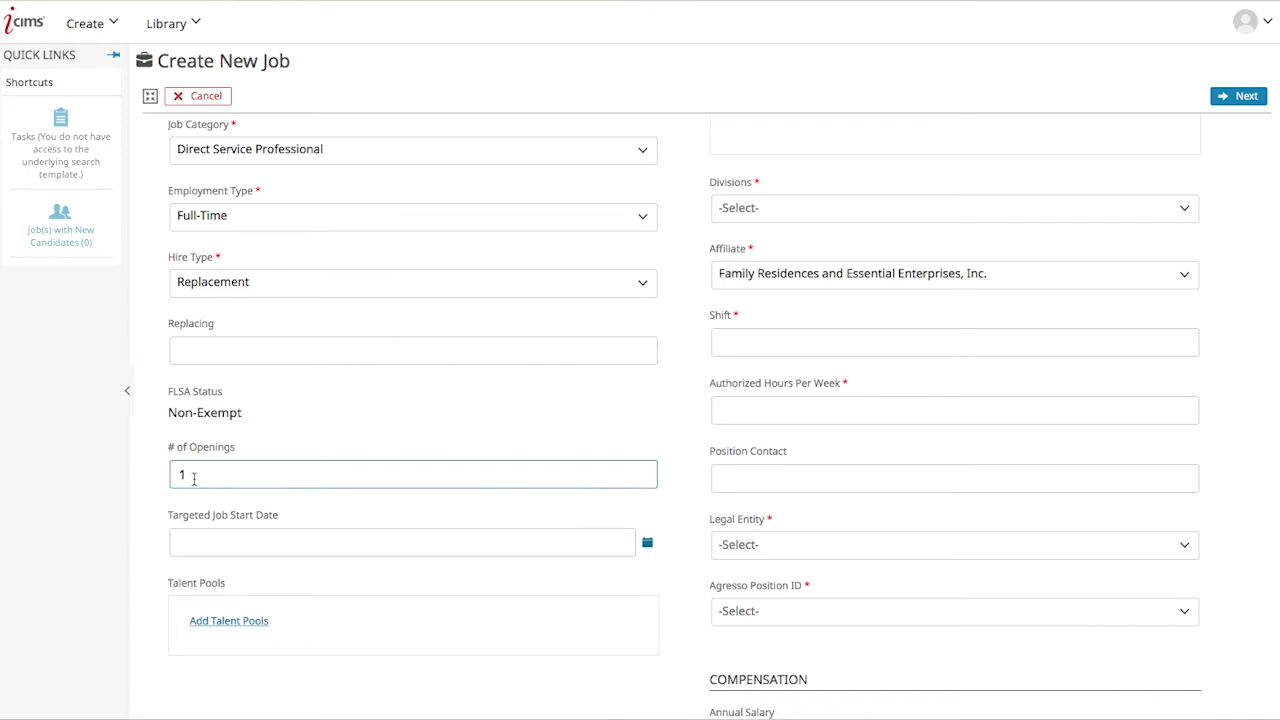 iCIMS
Create
Library
QUICK LINKS
Shortcuts
Tasks (You do not have
access to the
underlying search
template.)
Job(s) with New
Candidates (0)
Create New Job
Cancel
Next
Job Category *
Direct Service Professional
Employment Type *
Full-Time
Hire Type *
Replacement
Replacing
FLSA Status
Non-Exempt
# of Openings
1
Targeted Job Start Date
Talent Pools
Add Talent Pools
Divisions *
-Select-
Affiliate *
Family Residences and Essential Enterprises, Inc.
Shift *
Authorized Hours Per Week *
Position Contact
Legal Entity *
-Select-
Agresso Position ID *
-Select-
COMPENSATION
Annual Salary